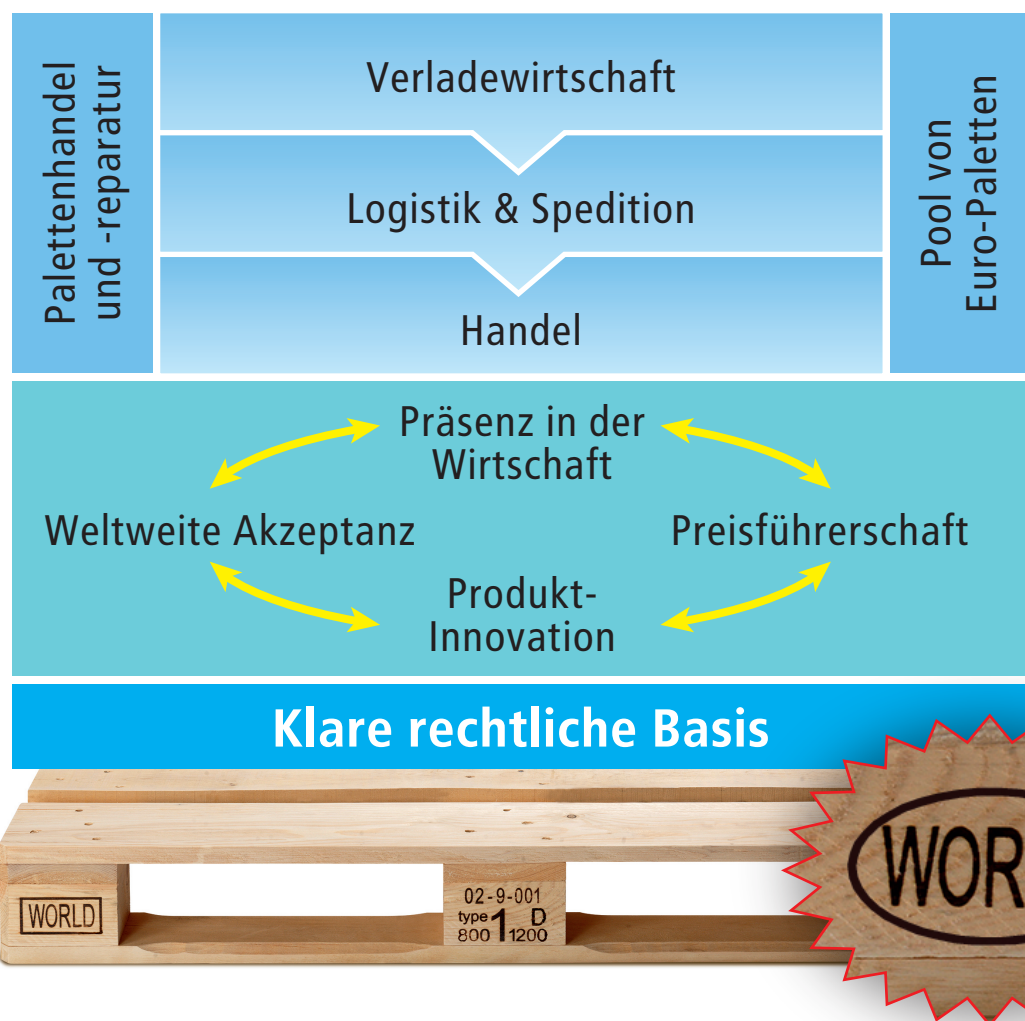 Palettenhandel
und -reparatur
Verladewirtschaft
Logistik & Spedition
Handel
Pool von
Euro-Paletten
Präsenz in der
Wirtschaft
Weltweite Akzeptanz
Preisführerschaft
Produkt-
Innovation
Klare rechtliche Basis
WORLD
02-9-001
type 1 D
800 1200
WOR